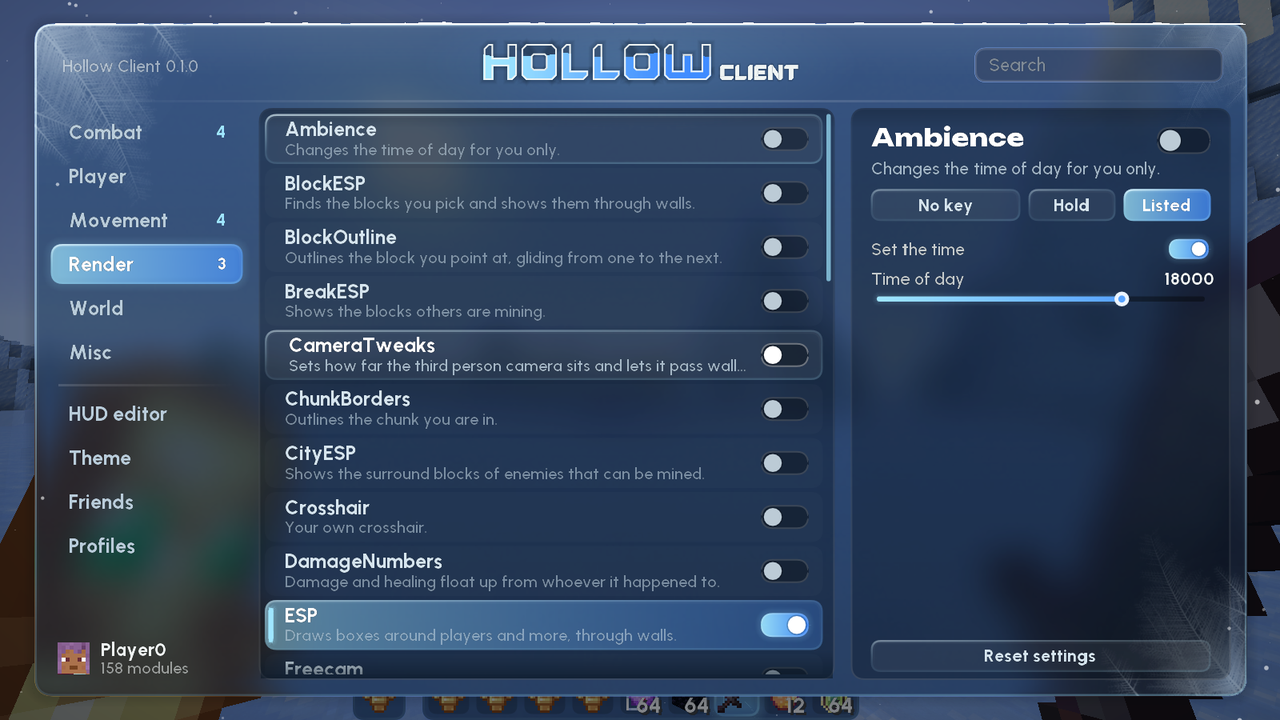 Hollow Client 0.1.0
HOLLOW CLIENT
Search
Combat 4
Player
Movement 4
Render 3
World
Misc
HUD editor
Theme
Friends
Profiles
Player0
158 modules
Ambience
Changes the time of day for you only.
BlockESP
Finds the blocks you pick and shows them through walls.
BlockOutline
Outlines the block you point at, gliding from one to the next.
BreakESP
Shows the blocks others are mining.
CameraTweaks
Sets how far the third person camera sits and lets it pass wall...
ChunkBorders
Outlines the chunk you are in.
CityESP
Shows the surround blocks of enemies that can be mined.
Crosshair
Your own crosshair.
DamageNumbers
Damage and healing float up from whoever it happened to.
ESP
Draws boxes around players and more, through walls.
Freecam
Ambience
Changes the time of day for you only.
No key Hold Listed
Set the time
Time of day 18000
Reset settings
64 64 12 64